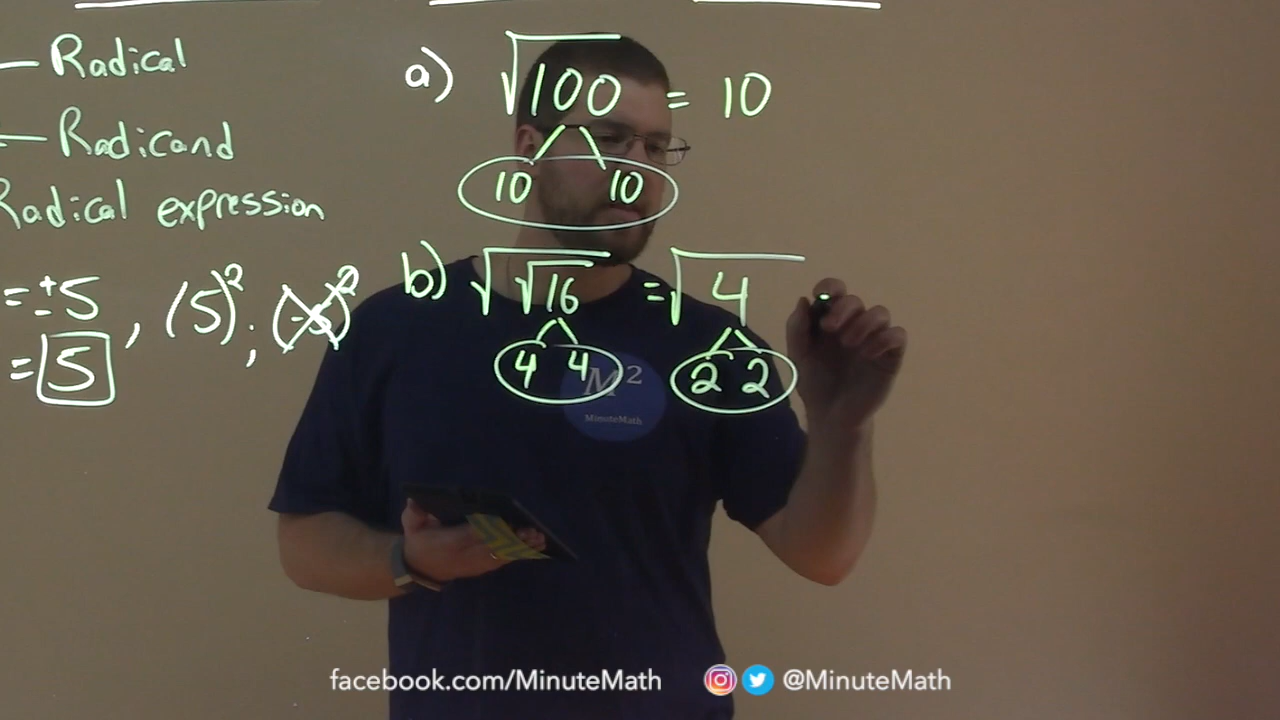 Radical
Radicand
Radical expression
= ±5, (5)², (-5)²
= 5
a) √100 = 10
10 10
b) √√16 = √4
4 4 2 2
M²
MinuteMath
facebook.com/MinuteMath @MinuteMath